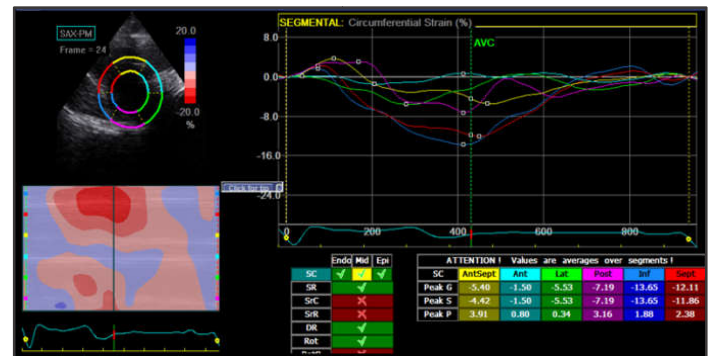 SAX-PM
Frame = 24
20.0
-20.0
%
SEGMENTAL: Circumferential Strain (%)
8.0
AVC
0.0
-8.0
-16.0
-24.0
0 200 400 600 800
Endo Mid Epi
SC
SR
SrC
SrR
DR
Rot
ATTENTION! Values are averages over segments!
SC AntSept Ant Lat Post Inf Sept
Peak G -5.40 -1.50 -5.53 -7.19 -13.65 -12.11
Peak S -4.42 -1.50 -5.53 -7.19 -13.65 -11.86
Peak P 3.91 0.80 0.34 3.16 1.88 2.38